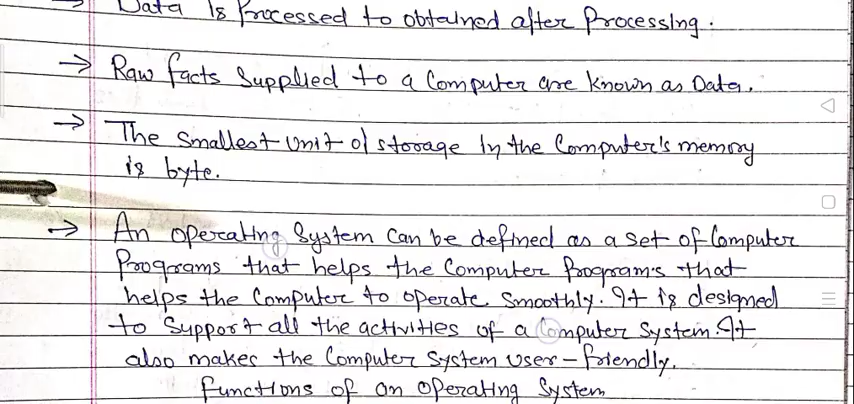 → Data is Processed to obtained after Processing.
→ Raw facts Supplied to a Computer are known as Data.
→ The Smallest unit of storage In the Computer's memory
is byte.
→ An operating System can be defined as a set of Computer
Programs that helps the Computer Program's that
helps the Computer to operate Smoothly. It is designed
to Support all the activities of a Computer System. It
also makes the Computer System user-friendly.
functions of an operating System